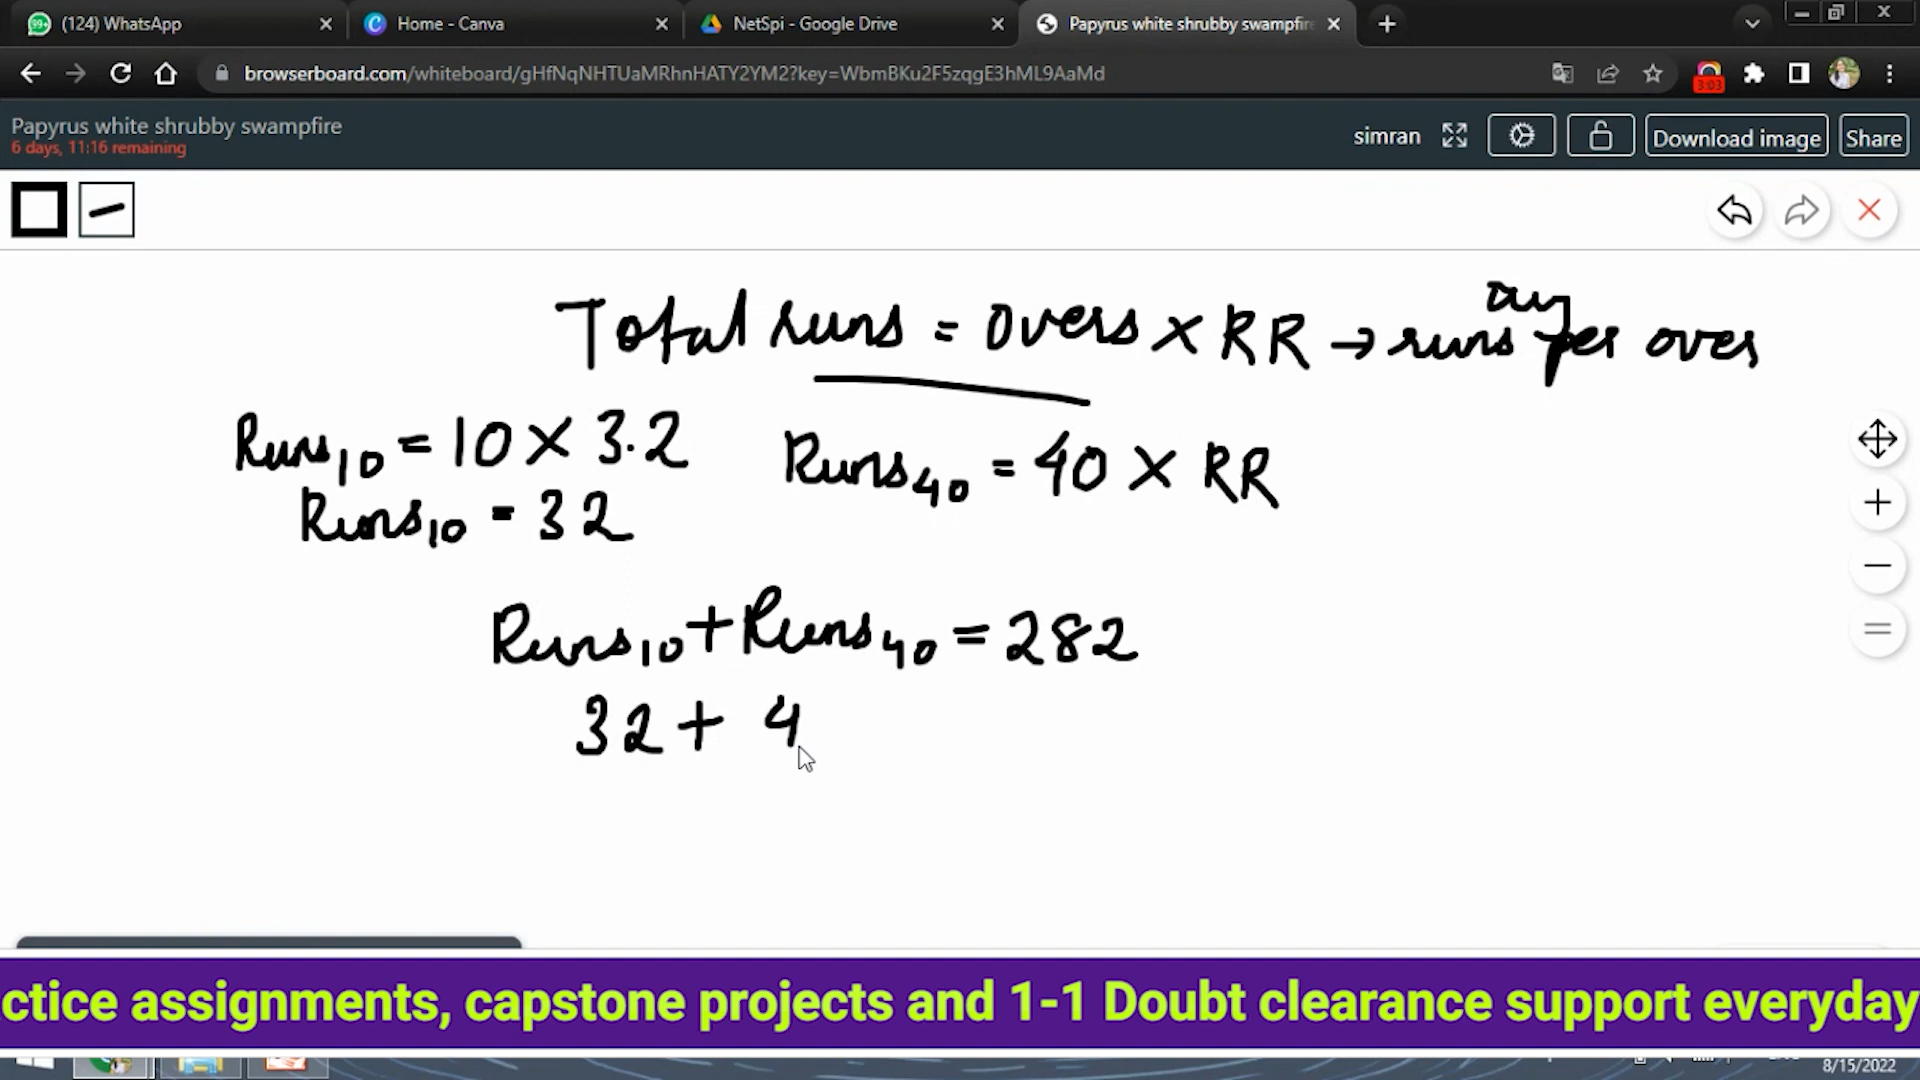 (124) WhatsApp
Home - Canva
NetSpi - Google Drive
Papyrus white shrubby swampfire
browserboard.com/whiteboard/gHfNqNHTUaMRhnHATY2YM2?key=WbmBKu2F5zqgE3hML9AaMd
3:03
Papyrus white shrubby swampfire
6 days, 11:16 remaining
simran
Download image
Share
avg
Total runs = overs × RR → runs per over
Runs10 = 10 × 3.2
Runs40 = 40 × RR
Runs10 = 32
Runs10 + Runs40 = 282
32 + 4
ctice assignments, capstone projects and 1-1 Doubt clearance support everyday
8/15/2022